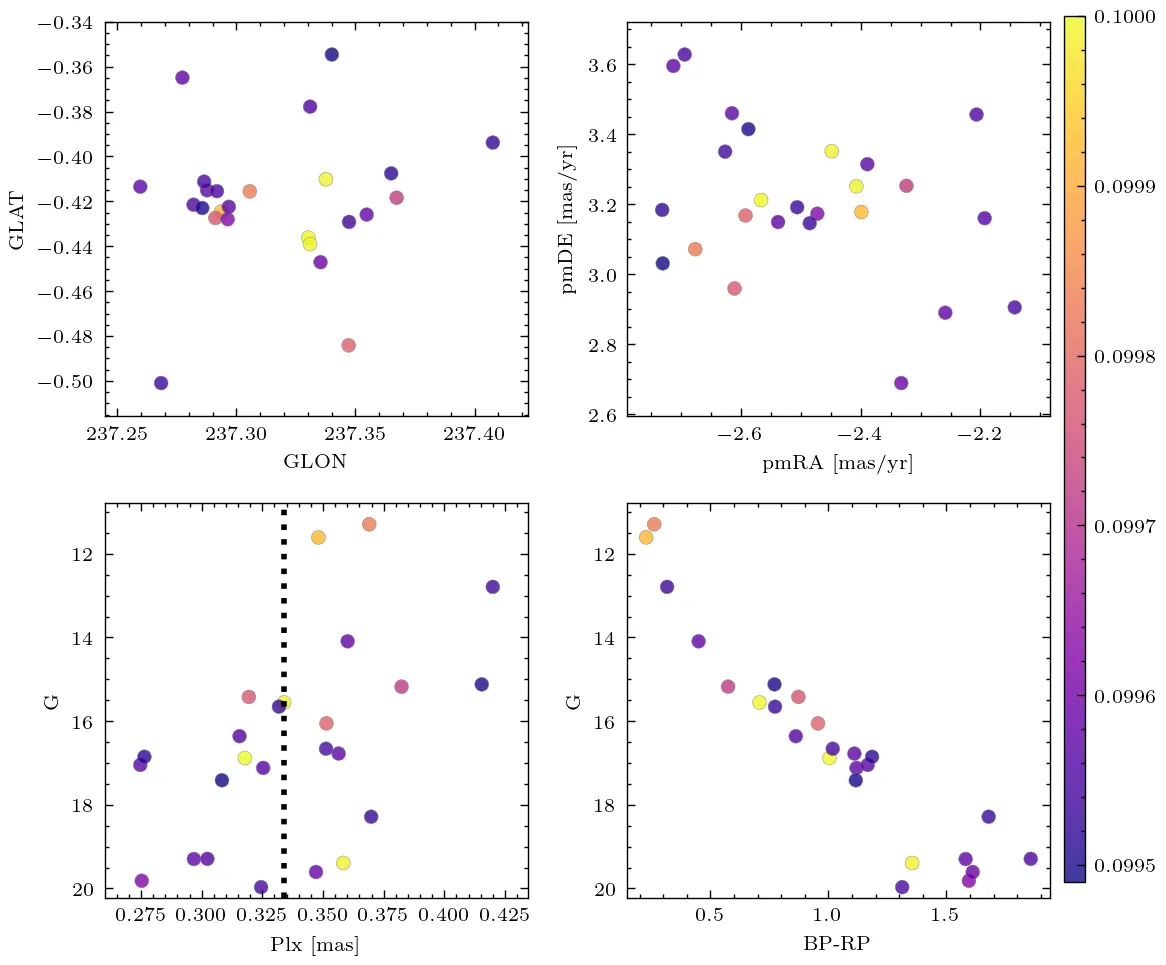 −0.34
−0.36
−0.38
−0.40
−0.42
−0.44
−0.46
−0.48
−0.50
GLAT
237.25 237.30 237.35 237.40
GLON
3.6
3.4
3.2
3.0
2.8
2.6
pmDE [mas/yr]
−2.6 −2.4 −2.2
pmRA [mas/yr]
0.1000
0.0999
0.0998
0.0997
0.0996
0.0995
12
14
16
18
20
G
0.275 0.300 0.325 0.350 0.375 0.400 0.425
Plx [mas]
12
14
16
18
20
G
0.5 1.0 1.5
BP-RP